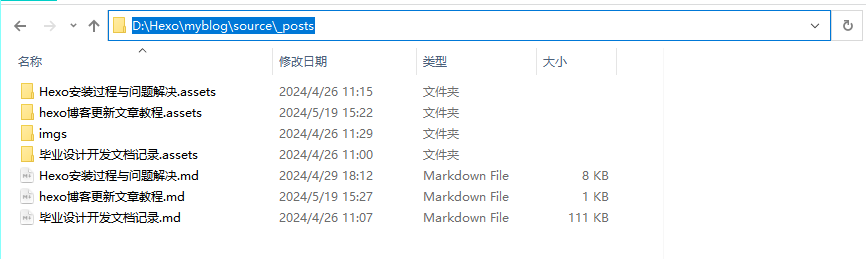 D:\Hexo\myblog\source\_posts
名称 修改日期 类型 大小
Hexo安装过程与问题解决.assets 2024/4/26 11:15 文件夹
hexo博客更新文章教程.assets 2024/5/19 15:22 文件夹
imgs 2024/4/26 11:29 文件夹
毕业设计开发文档记录.assets 2024/4/26 11:00 文件夹
Hexo安装过程与问题解决.md 2024/4/29 18:12 Markdown File 8 KB
hexo博客更新文章教程.md 2024/5/19 15:27 Markdown File 1 KB
毕业设计开发文档记录.md 2024/4/26 11:07 Markdown File 111 KB